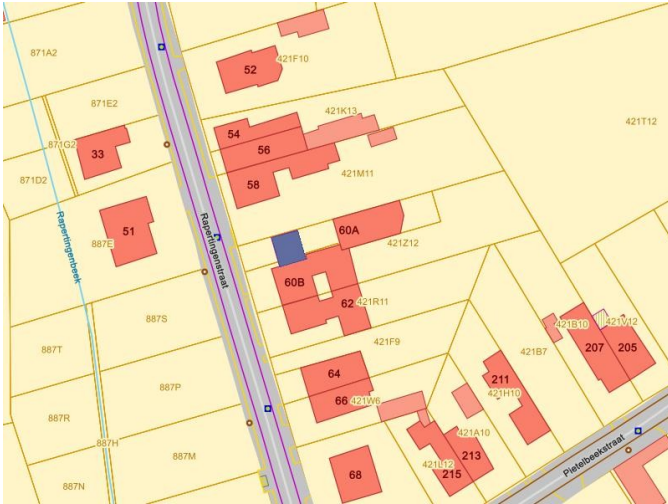 871A2
52
421F10
871E2
421K13
54
421T12
871G2
33
56
871D2
58
421M11
51
Rapertingenstraat
60A
887E
421Z12
Rapertingenbeek
60B
62
421R11
887S
421B10
421V12
887T
421F9
207
205
64
421B7
887P
66
421W6
211
421H10
887R
887H
421A10
887M
213
Pietelbeekstraat
421L12
68
215
887N